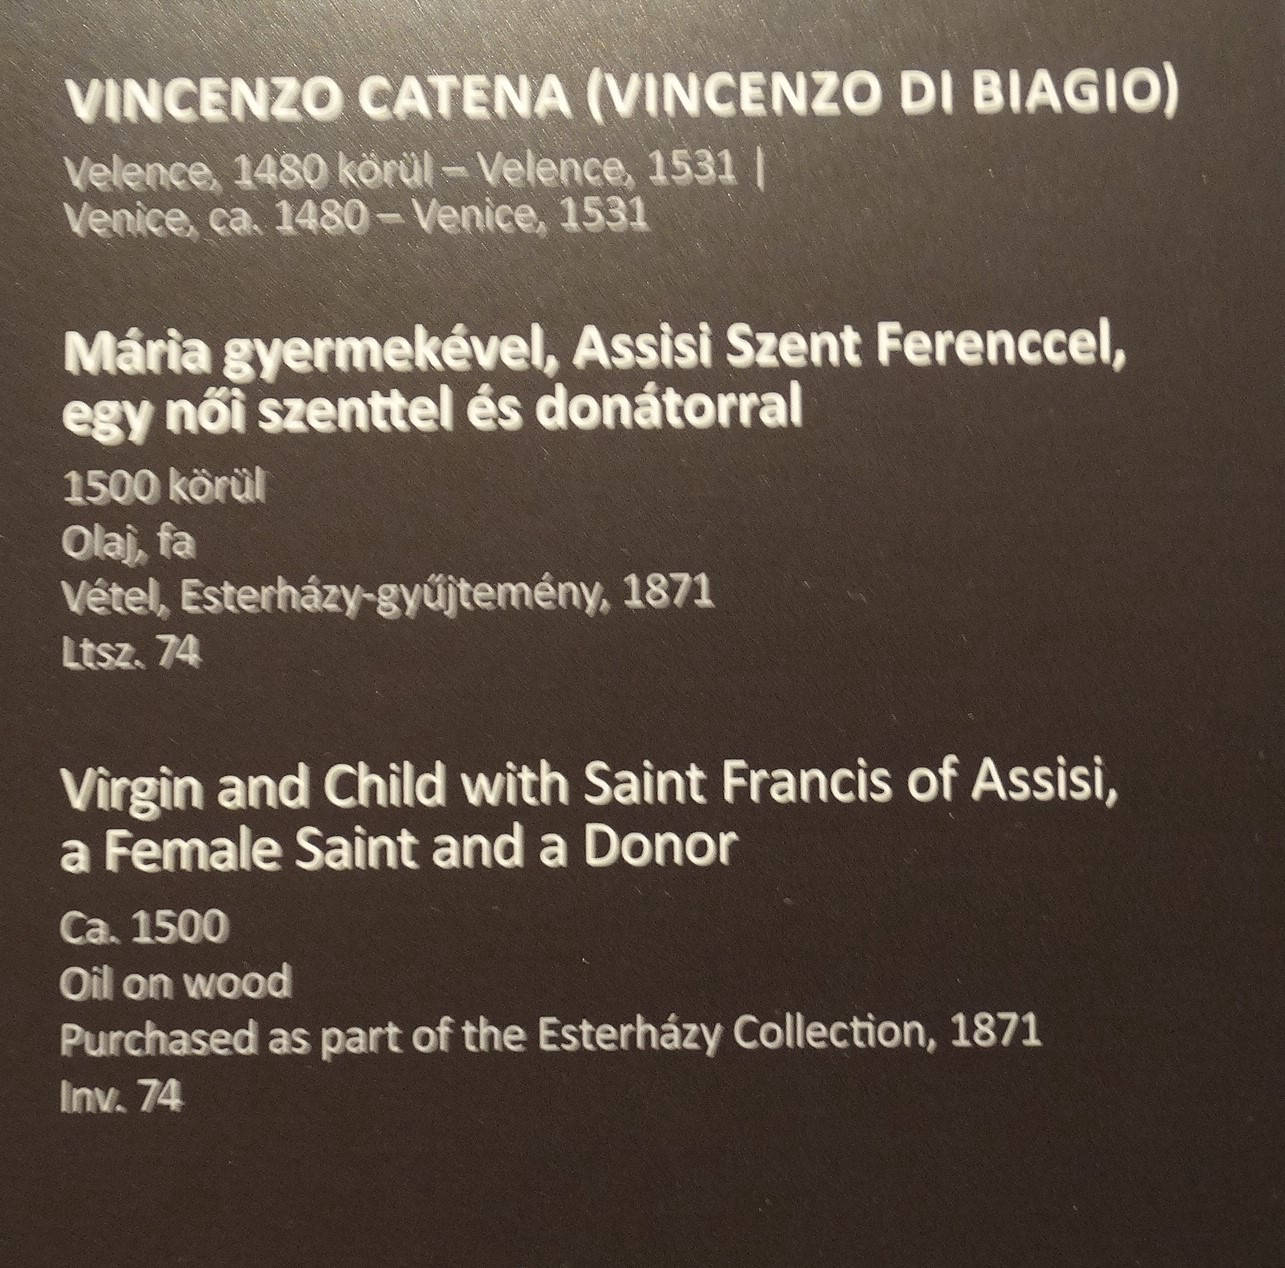 VINCENZO CATENA (VINCENZO DI BIAGIO)
Velence, 1480 körül – Velence, 1531 |
Venice, ca. 1480 – Venice, 1531
Mária gyermekével, Assisi Szent Ferenccel,
egy női szenttel és donátorral
1500 körül
Olaj, fa
Vétel, Esterházy-gyűjtemény, 1871
Ltsz. 74
Virgin and Child with Saint Francis of Assisi,
a Female Saint and a Donor
Ca. 1500
Oil on wood
Purchased as part of the Esterházy Collection, 1871
Inv. 74